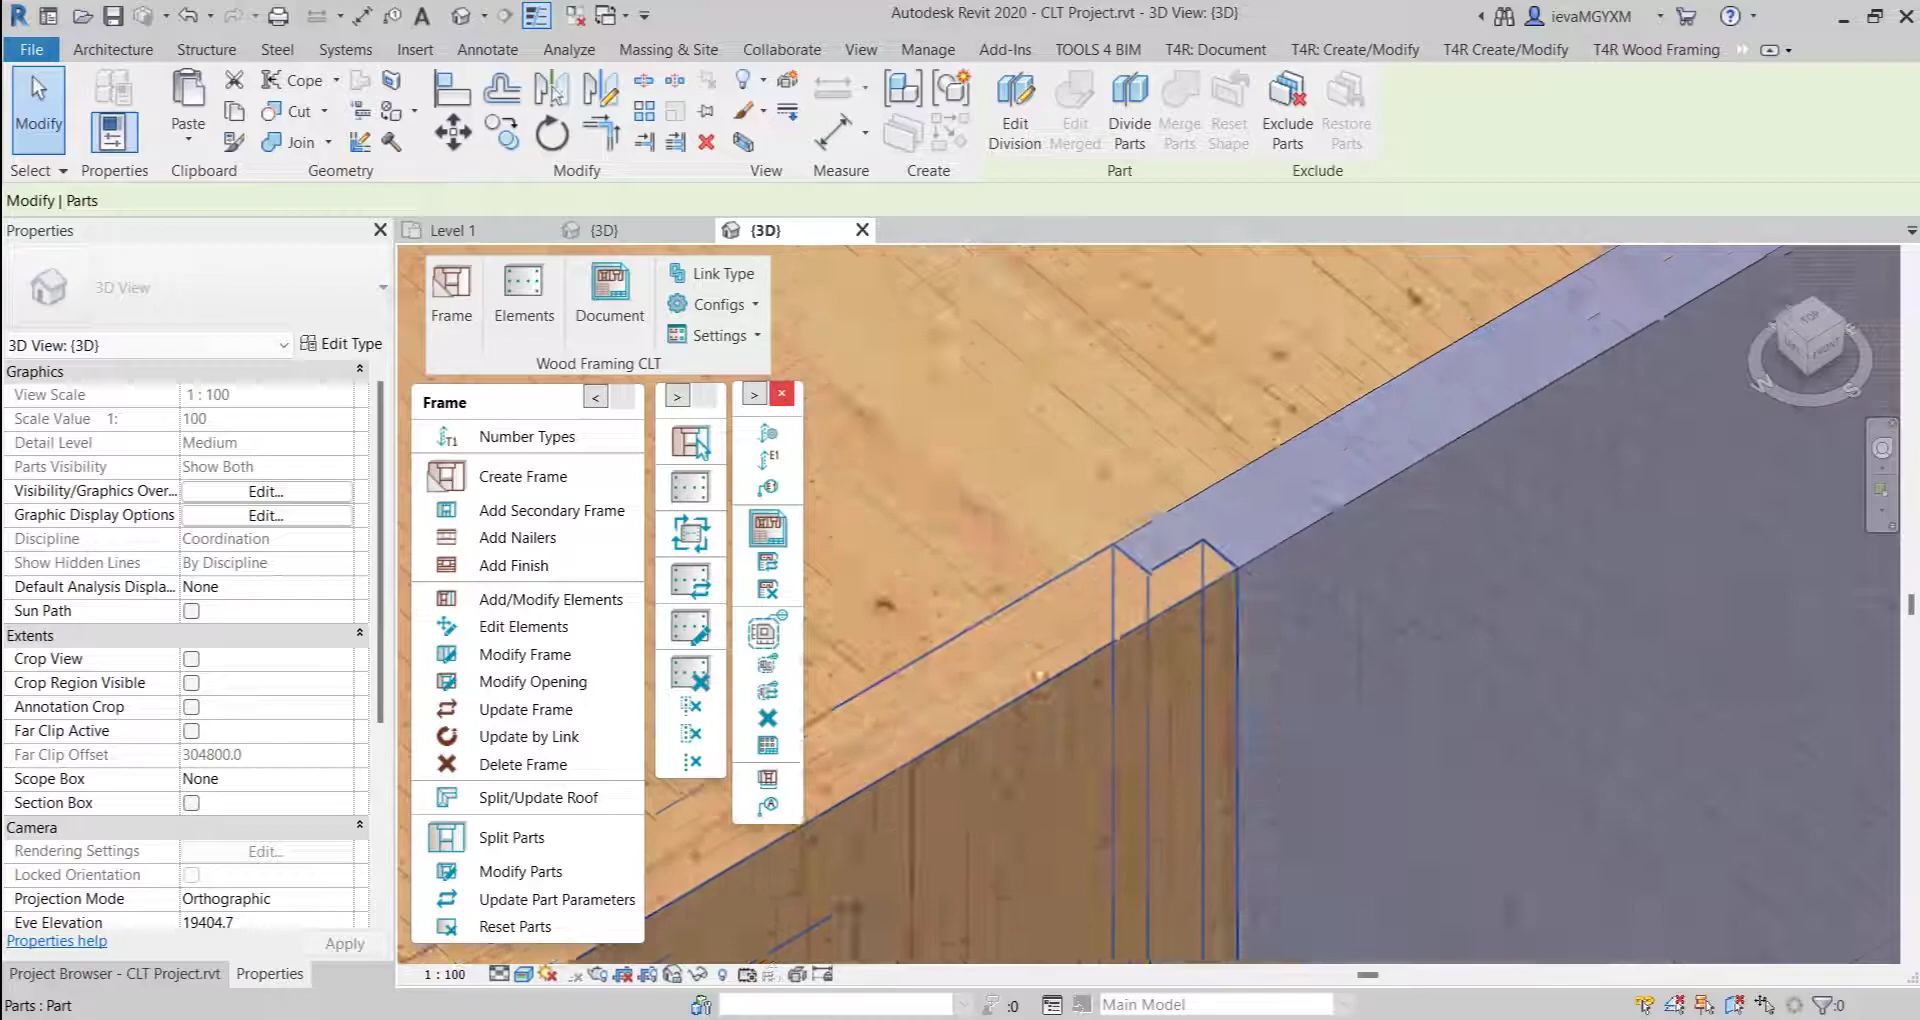 Autodesk Revit 2020 - CLT Project.rvt - 3D View: {3D}
ievaMGYXM
File Architecture Structure Steel Systems Insert Annotate Analyze Massing & Site Collaborate View Manage Add-Ins TOOLS 4 BIM T4R: Document T4R: Create/Modify T4R Create/Modify T4R Wood Framing
Modify
Paste
Cope
Cut
Join
Edit Division
Edit Merged
Divide Parts
Merge Parts
Reset Shape
Exclude Parts
Restore Parts
Select Properties Clipboard Geometry Modify View Measure Create Part Exclude
Modify | Parts
Properties
Level 1
{3D}
{3D}
3D View
3D View: {3D}
Edit Type
Graphics
View Scale 1 : 100
Scale Value 1: 100
Detail Level Medium
Parts Visibility Show Both
Visibility/Graphics Over... Edit...
Graphic Display Options Edit...
Discipline Coordination
Show Hidden Lines By Discipline
Default Analysis Displa... None
Sun Path
Extents
Crop View
Crop Region Visible
Annotation Crop
Far Clip Active
Far Clip Offset 304800.0
Scope Box None
Section Box
Camera
Rendering Settings Edit...
Locked Orientation
Projection Mode Orthographic
Eye Elevation 19404.7
Properties help
Apply
Project Browser - CLT Project.rvt Properties
Parts : Part
Frame
Elements
Document
Link Type
Configs
Settings
Wood Framing CLT
Frame
< > > ×
T1 Number Types
E1
Create Frame
Add Secondary Frame
Add Nailers
Add Finish
Add/Modify Elements
Edit Elements
Modify Frame
Modify Opening
Update Frame
Update by Link
Delete Frame
Split/Update Roof
Split Parts
Modify Parts
Update Part Parameters
Reset Parts
TOP
FRONT
W
S
1 : 100
:0
Main Model
:0